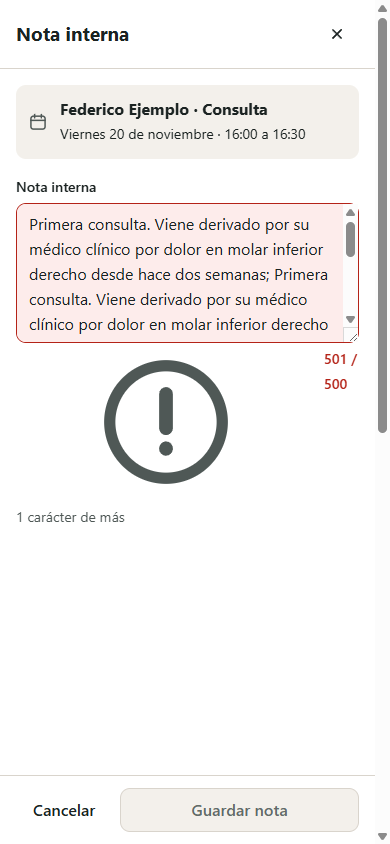 Nota interna
Federico Ejemplo · Consulta
Viernes 20 de noviembre · 16:00 a 16:30
Nota interna
Primera consulta. Viene derivado por su
médico clínico por dolor en molar inferior
derecho desde hace dos semanas; Primera
consulta. Viene derivado por su médico
clínico por dolor en molar inferior derecho
501 /
500
1 carácter de más
Cancelar
Guardar nota